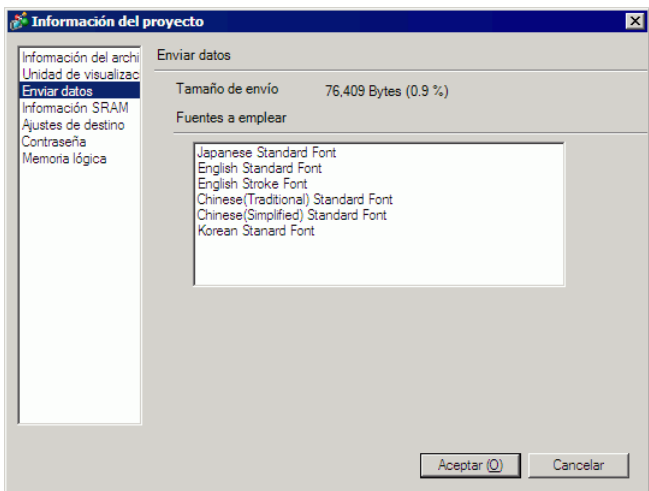 Información del proyecto
Información del archi
Unidad de visualizac
Enviar datos
Información SRAM
Ajustes de destino
Contraseña
Memoria lógica
Enviar datos
Tamaño de envío 76,409 Bytes (0.9 %)
Fuentes a emplear
Japanese Standard Font
English Standard Font
English Stroke Font
Chinese(Traditional) Standard Font
Chinese(Simplified) Standard Font
Korean Stanard Font
Aceptar (O) Cancelar